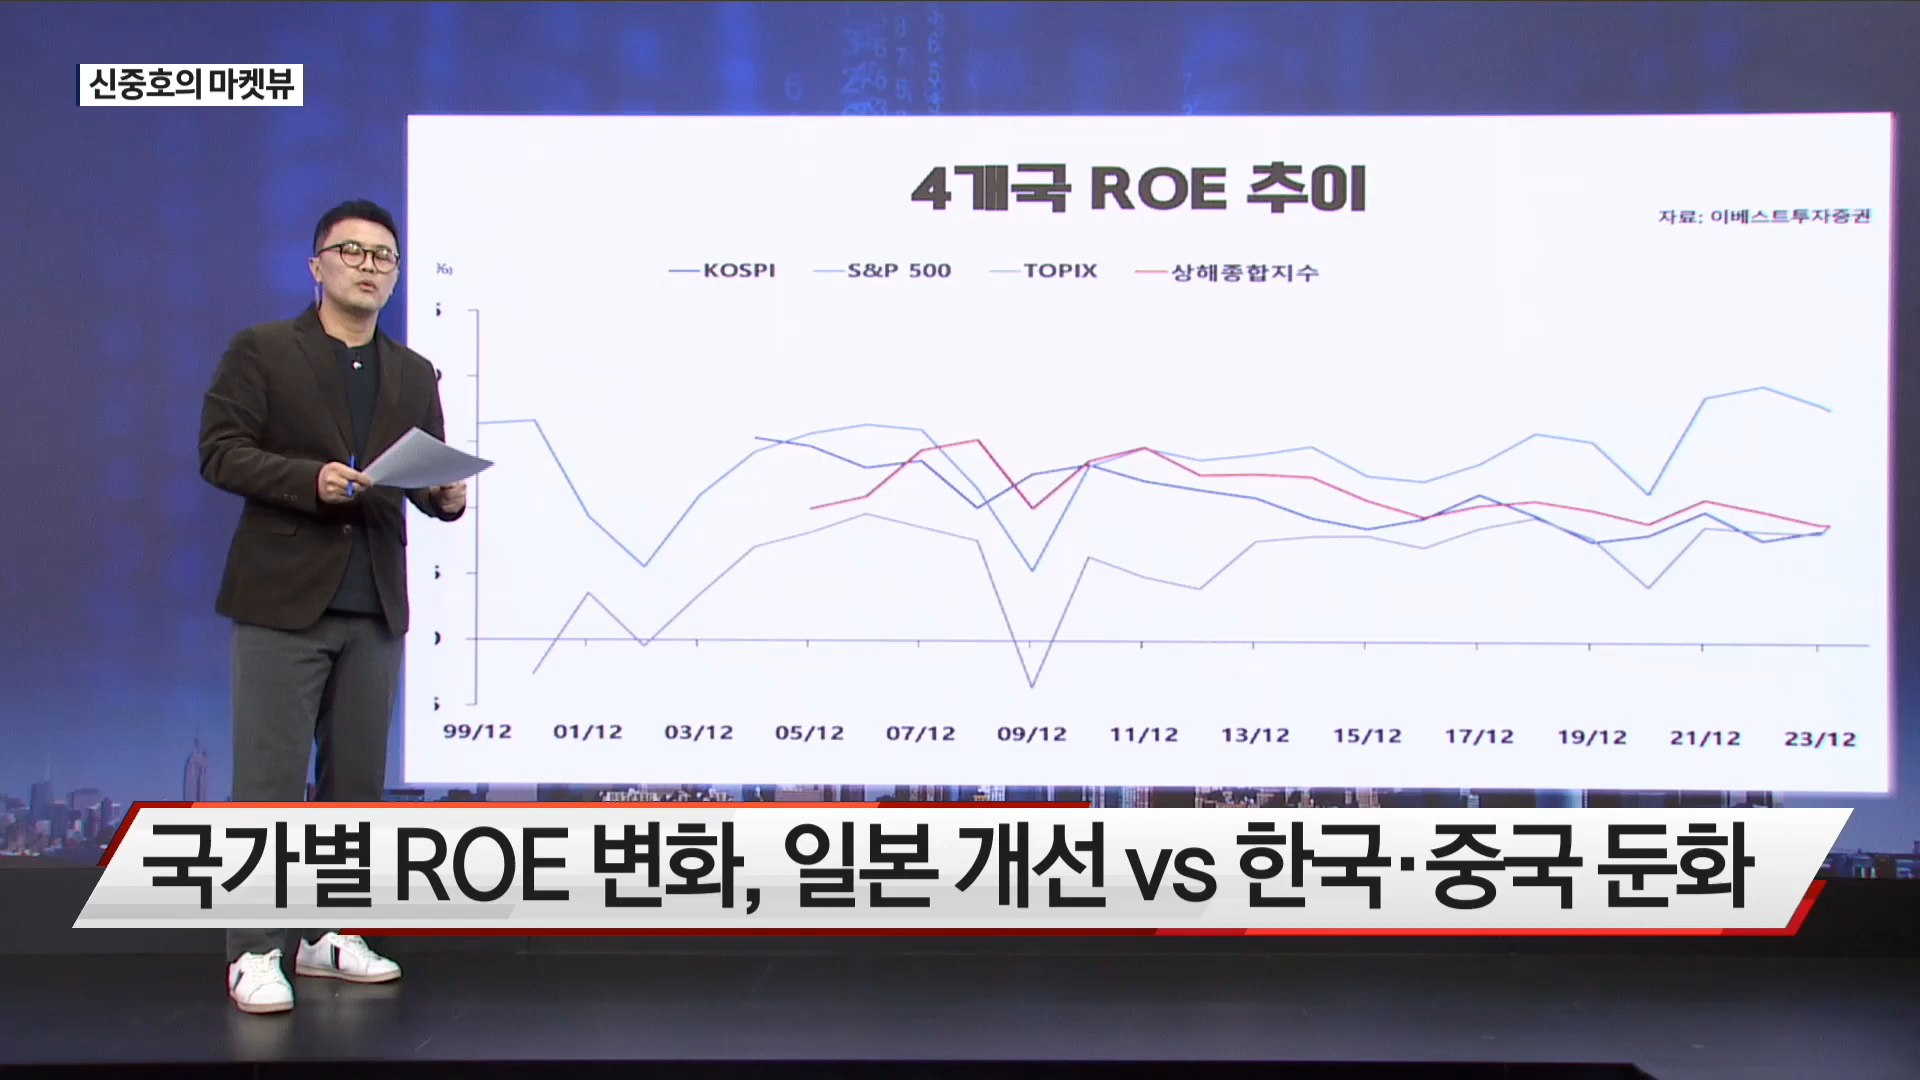 신중호의 마켓뷰
4개국 ROE 추이
자료: 이베스트투자증권
KOSPI S&P 500 TOPIX 상해종합지수
99/12 01/12 03/12 05/12 07/12 09/12 11/12 13/12 15/12 17/12 19/12 21/12 23/12
국가별 ROE 변화, 일본 개선 vs 한국·중국 둔화